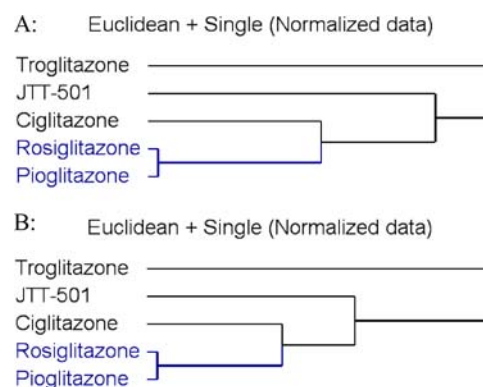 A:
Euclidean + Single (Normalized data)
Troglitazone
JTT-501
Ciglitazone
Rosiglitazone
Pioglitazone
B:
Euclidean + Single (Normalized data)
Troglitazone
JTT-501
Ciglitazone
Rosiglitazone
Pioglitazone